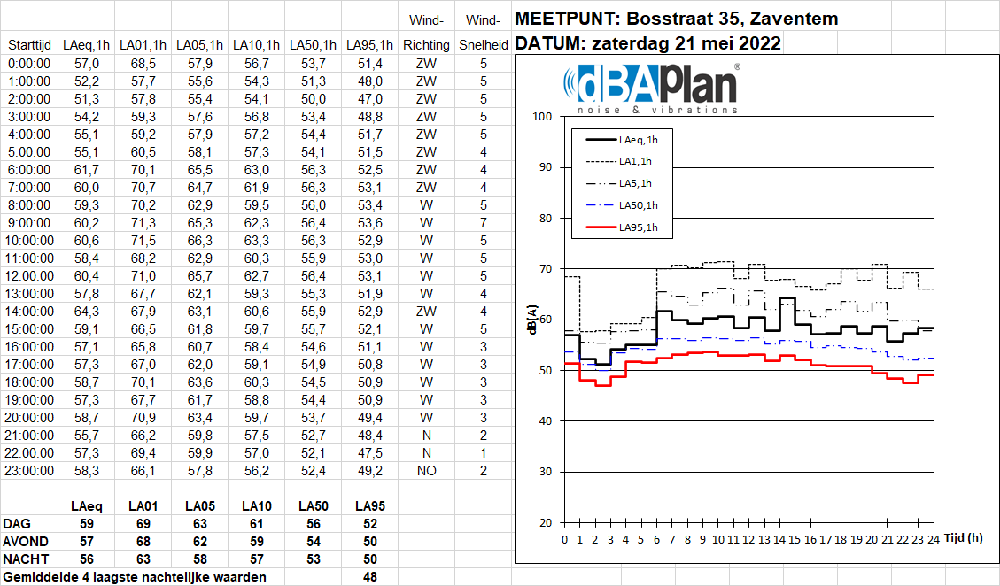 Wind- Wind- MEETPUNT: Bosstraat 35, Zaventem
Starttijd LAeq,1h LA01,1h LA05,1h LA10,1h LA50,1h LA95,1h Richting Snelheid DATUM: zaterdag 21 mei 2022
0:00:00 57,0 68,5 57,9 56,7 53,7 51,4 ZW 5
1:00:00 52,2 57,7 55,6 54,3 51,3 48,0 ZW 5
2:00:00 51,3 57,8 55,4 54,1 50,0 47,0 ZW 5
3:00:00 54,2 59,3 57,6 56,8 53,4 48,8 ZW 5
4:00:00 55,1 59,2 57,9 57,2 54,4 51,7 ZW 5
5:00:00 55,1 60,5 58,1 57,3 54,1 51,5 ZW 4
6:00:00 61,7 70,1 65,5 63,0 56,3 52,5 ZW 4
7:00:00 60,0 70,7 64,7 61,9 56,3 53,1 ZW 4
8:00:00 59,3 70,2 62,9 59,5 56,0 53,4 W 5
9:00:00 60,2 71,3 65,3 62,3 56,4 53,6 W 7
10:00:00 60,6 71,5 66,3 63,3 56,3 52,9 W 5
11:00:00 58,4 68,2 62,9 60,3 55,9 53,0 W 5
12:00:00 60,4 71,0 65,7 62,7 56,4 53,1 W 5
13:00:00 57,8 67,7 62,1 59,3 55,3 51,9 W 4
14:00:00 64,3 67,9 63,1 60,6 55,9 52,9 ZW 4
15:00:00 59,1 66,5 61,8 59,7 55,7 52,1 W 5
16:00:00 57,1 65,8 60,7 58,4 54,6 51,1 W 3
17:00:00 57,3 67,0 62,0 59,1 54,9 50,8 W 3
18:00:00 58,7 70,1 63,6 60,3 54,5 50,9 W 3
19:00:00 57,3 67,7 61,7 58,8 54,4 50,9 W 3
20:00:00 58,7 70,9 63,4 59,7 53,7 49,4 W 3
21:00:00 55,7 66,2 59,8 57,5 52,7 48,4 N 2
22:00:00 57,3 69,4 59,9 57,0 52,1 47,5 N 1
23:00:00 58,3 66,1 57,8 56,2 52,4 49,2 NO 2
LAeq LA01 LA05 LA10 LA50 LA95
DAG 59 69 63 61 56 52
AVOND 57 68 62 59 54 50
NACHT 56 63 58 57 53 50
Gemiddelde 4 laagste nachtelijke waarden 48
dBAPlan®
noise & vibrations
100
90
80
70
60
50
40
30
20
dB(A)
LAeq,1h
LA1,1h
LA5,1h
LA50,1h
LA95,1h
0 1 2 3 4 5 6 7 8 9 10 11 12 13 14 15 16 17 18 19 20 21 22 23 24 Tijd (h)